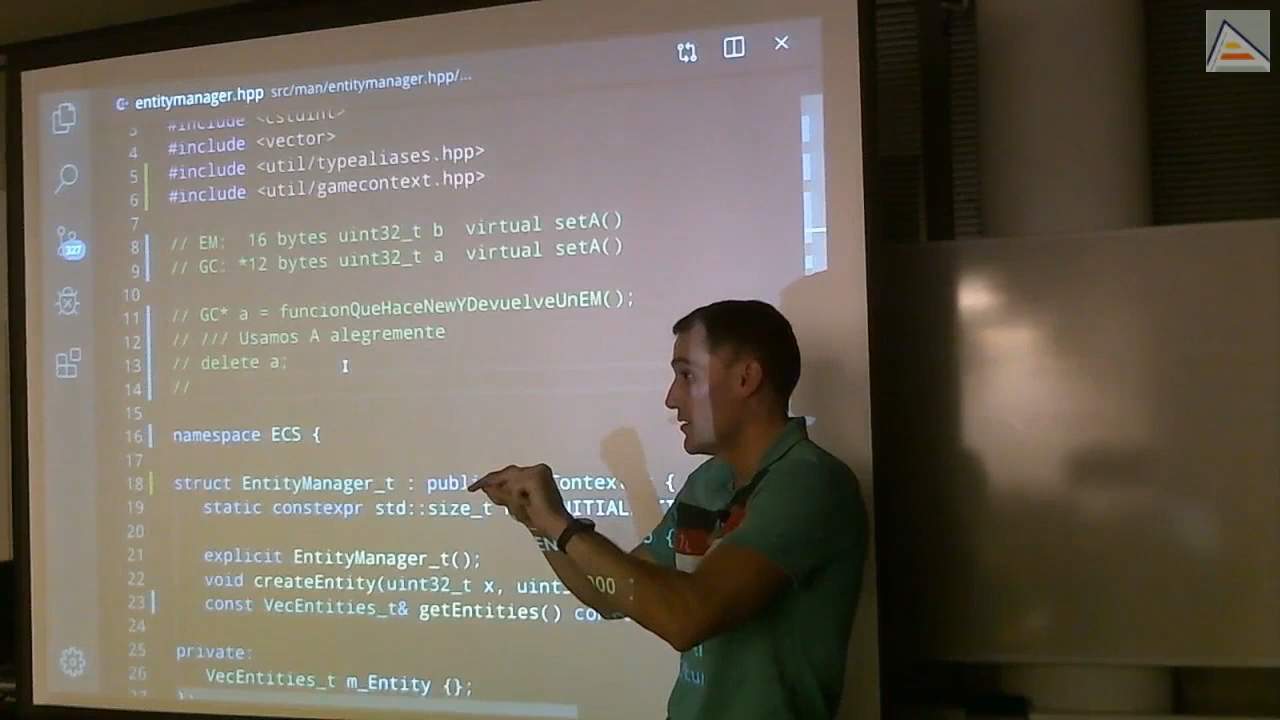 entitymanager.hpp src/man/entitymanager.hpp/...
3 #include <cstdint>
4 #include <vector>
5 #include <util/typealiases.hpp>
6 #include <util/gamecontext.hpp>
7
8 // EM: 16 bytes uint32_t b virtual setA()
9 // GC: *12 bytes uint32_t a virtual setA()
10
11 // GC* a = funcionQueHaceNewYDevuelveUnEM();
12 // /// Usamos A alegremente
13 // delete a;
14 //
15
16 namespace ECS {
17
18 struct EntityManager_t : {
19 static constexpr std::size_t
20
21 explicit EntityManager_t();
22 void createEntity(uint32_t x,
23 const VecEntities_t& getEntities()
24
25 private:
26 VecEntities_t m_Entity {};
327